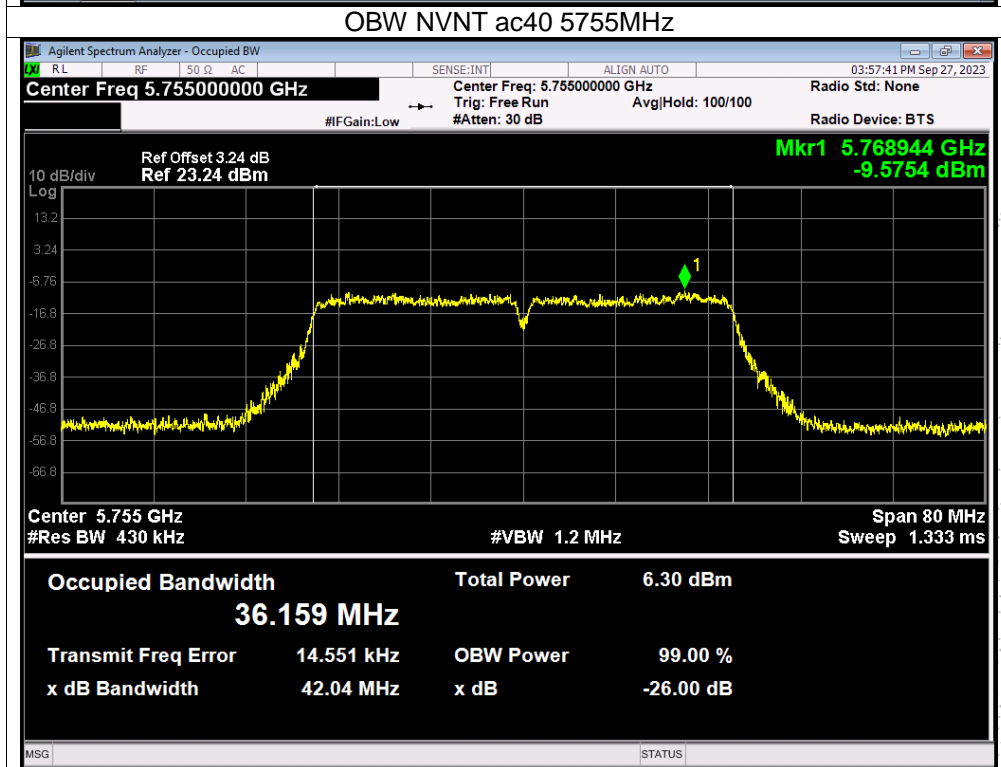 OBW NVNT ac40 5755MHz
Agilent Spectrum Analyzer - Occupied BW
LXI RL RF 50 Ω AC SENSE:INT ALIGN AUTO 03:57:41 PM Sep 27, 2023
Center Freq 5.755000000 GHz
Center Freq: 5.755000000 GHz
Radio Std: None
Trig: Free Run Avg|Hold: 100/100
#IFGain:Low #Atten: 30 dB Radio Device: BTS
Mkr1 5.768944 GHz
-9.5754 dBm
Ref Offset 3.24 dB
10 dB/div Ref 23.24 dBm
Log
13.2
3.24
-6.76
-16.8
-26.8
-36.8
-46.8
-56.8
-66.8
1
Center 5.755 GHz Span 80 MHz
#Res BW 430 kHz #VBW 1.2 MHz Sweep 1.333 ms
Occupied Bandwidth Total Power 6.30 dBm
36.159 MHz
Transmit Freq Error 14.551 kHz OBW Power 99.00 %
x dB Bandwidth 42.04 MHz x dB -26.00 dB
MSG STATUS